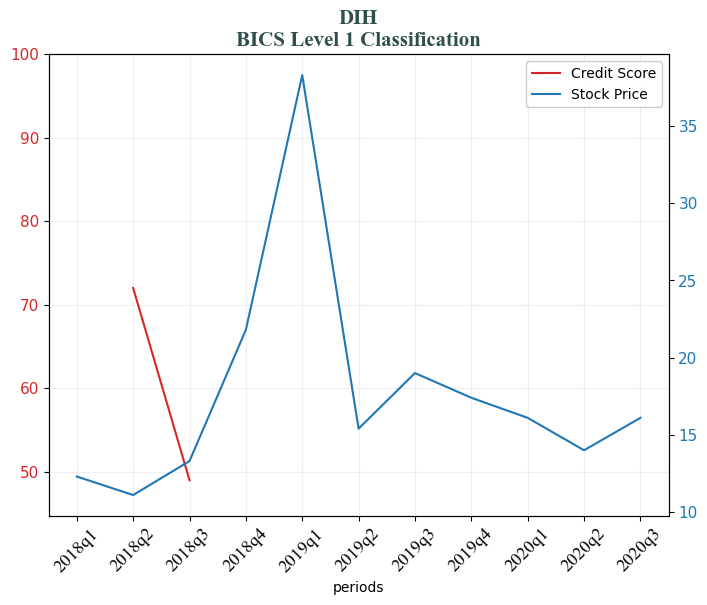 DIH
BICS Level 1 Classification
Credit Score
Stock Price
100
90
80
70
60
50
35
30
25
20
15
10
2018q1
2018q2
2018q3
2018q4
2019q1
2019q2
2019q3
2019q4
2020q1
2020q2
2020q3
periods